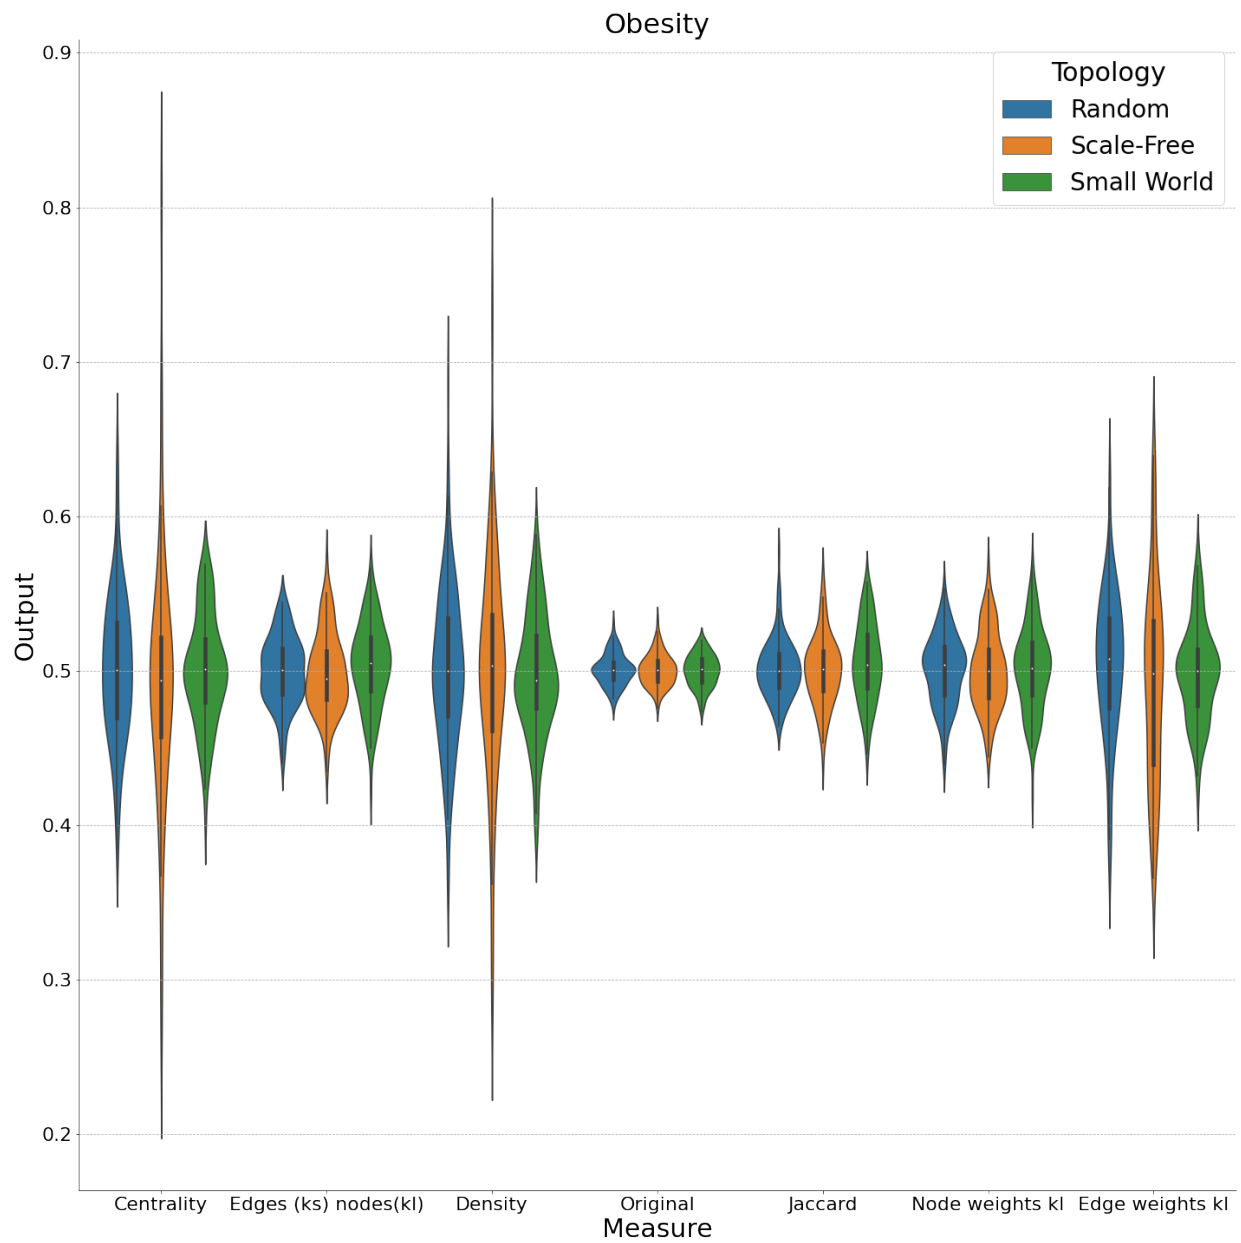 Obesity
0.9
0.8
0.7
0.6
0.5
0.4
0.3
0.2
Output
Topology
Random
Scale-Free
Small World
Centrality
Edges (ks) nodes(kl)
Density
Original
Jaccard
Node weights kl
Edge weights kl
Measure